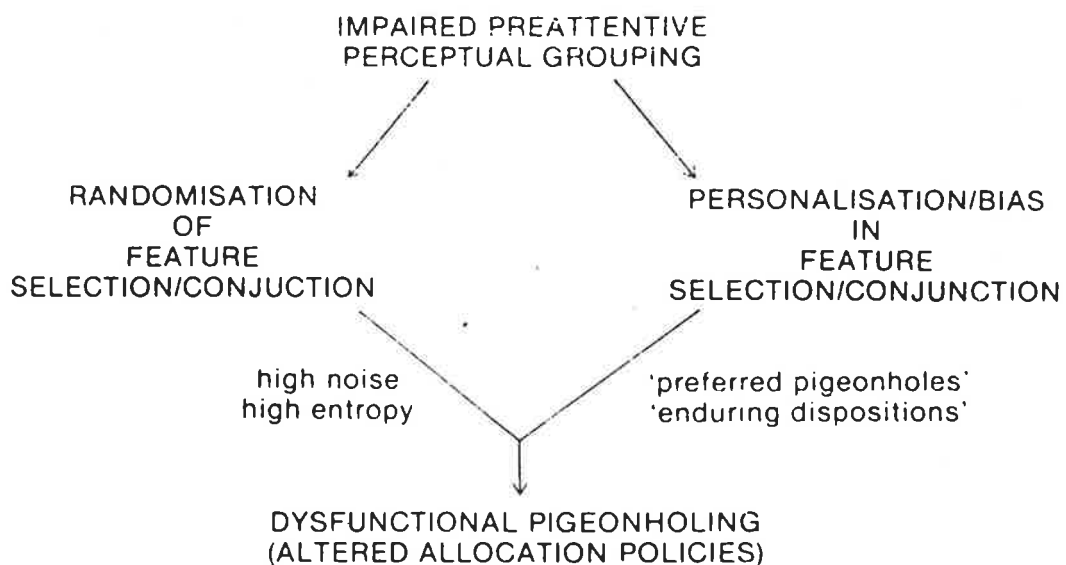 IMPAIRED PREATTENTIVE
PERCEPTUAL GROUPING
RANDOMISATION
OF
FEATURE
SELECTION/CONJUCTION
PERSONALISATION/BIAS
IN
FEATURE
SELECTION/CONJUNCTION
high noise
high entropy
'preferred pigeonholes'
'enduring dispositions'
DYSFUNCTIONAL PIGEONHOLING
(ALTERED ALLOCATION POLICIES)